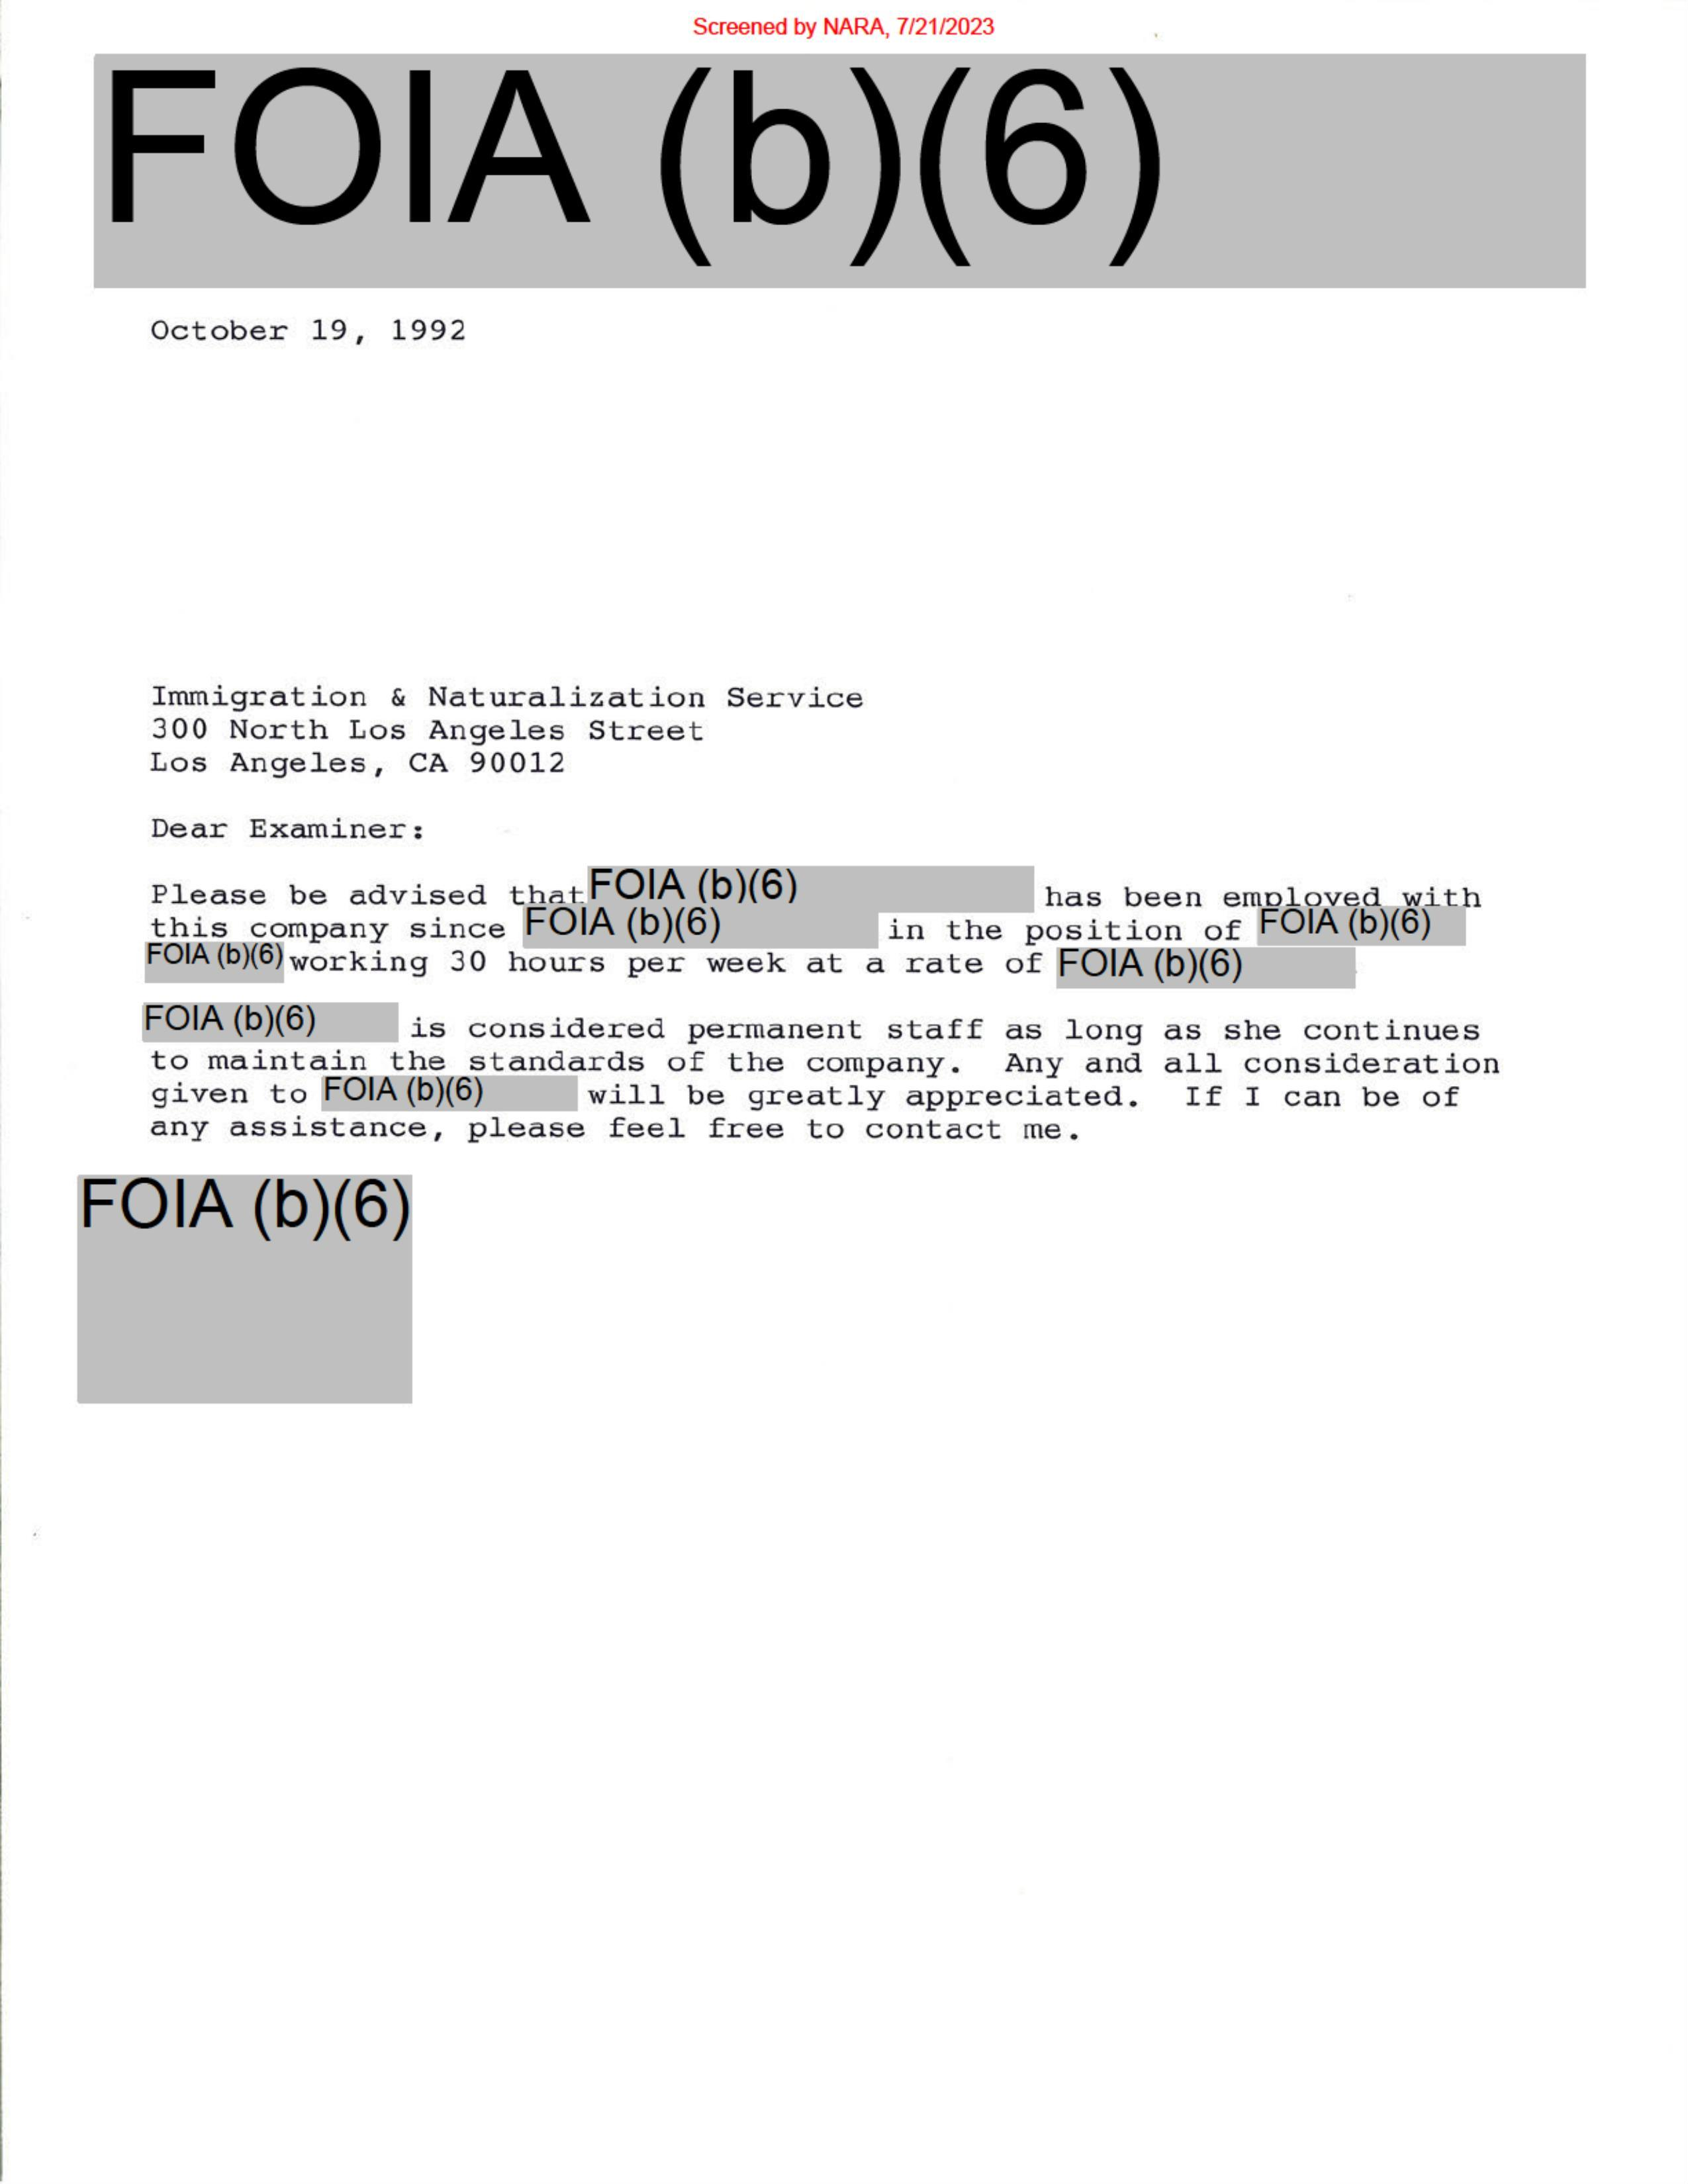 Screened by NARA, 7/21/2023
FOIA (b)(6)
October 19, 1992
Immigration & Naturalization Service
300 North Los Angeles Street
Los Angeles, CA 90012
Dear Examiner:
Please be advised that FOIA (b)(6) has been employed with
this company since FOIA (b)(6) in the position of FOIA (b)(6)
FOIA (b)(6) working 30 hours per week at a rate of FOIA (b)(6)
FOIA (b)(6) is considered permanent staff as long as she continues
to maintain the standards of the company. Any and all consideration
given to FOIA (b)(6) will be greatly appreciated. If I can be of
any assistance, please feel free to contact me.
FOIA (b)(6)